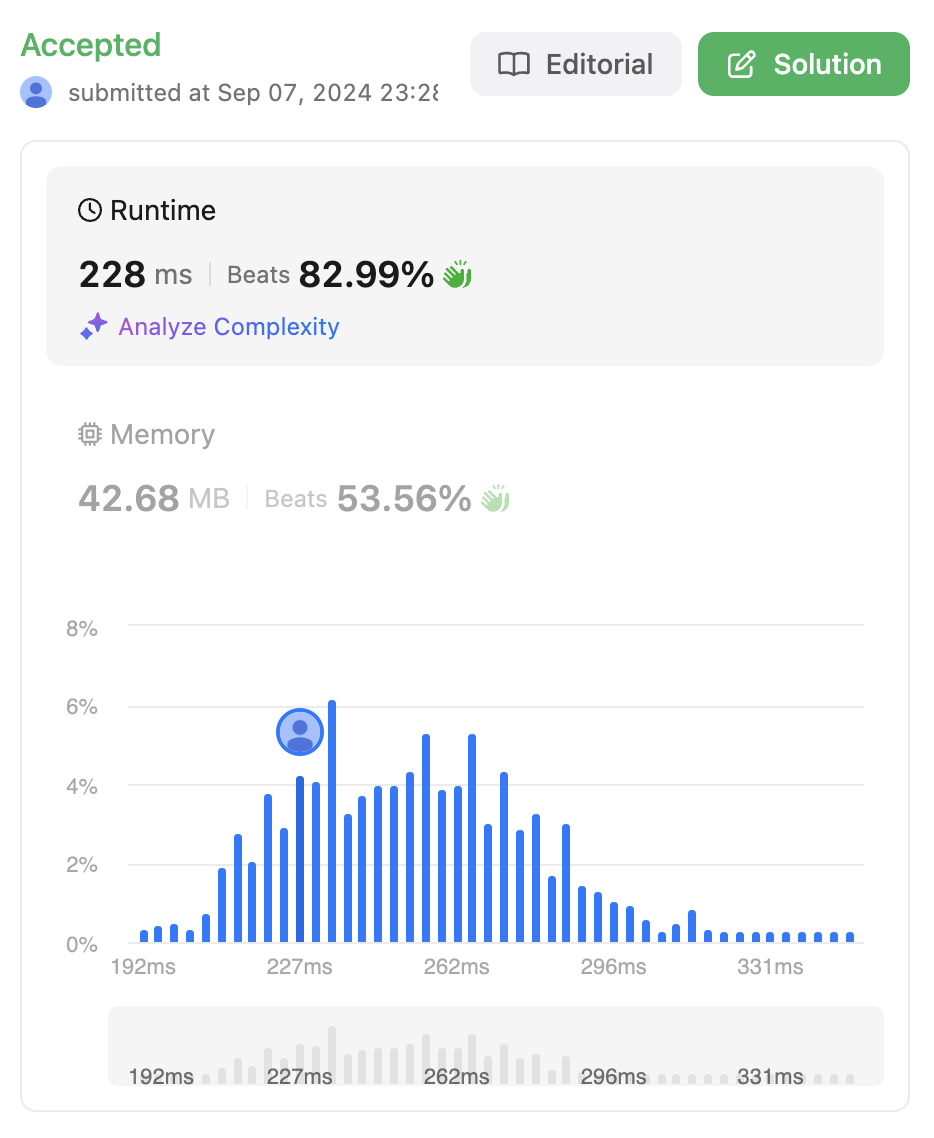 Accepted
Editorial
Solution
submitted at Sep 07, 2024 23:28
Runtime
228 ms Beats 82.99%
Analyze Complexity
Memory
42.68 MB Beats 53.56%
8%
6%
4%
2%
0%
192ms 227ms 262ms 296ms 331ms
192ms 227ms 262ms 296ms 331ms